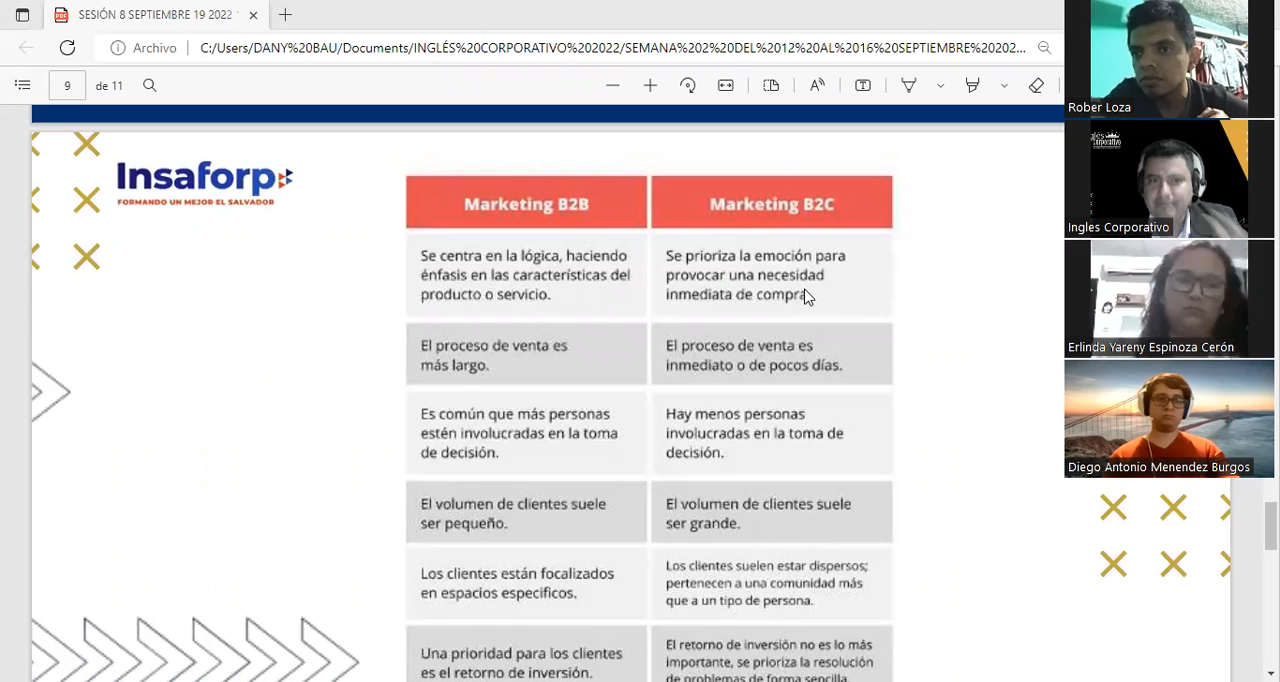 SESIÓN 8 SEPTIEMBRE 19 2022
Archivo
C:/Users/DANY%20BAU/Documents/INGLÉS%20CORPORATIVO%202022/SEMANA%202%20DEL%2012%20AL%2016%20SEPTIEMBRE%20202...
9
de 11
Insaforp
FORMANDO UN MEJOR EL SALVADOR
Marketing B2B
Marketing B2C
Se centra en la lógica, haciendo
énfasis en las características del
producto o servicio.
Se prioriza la emoción para
provocar una necesidad
inmediata de compra
El proceso de venta es
más largo.
El proceso de venta es
inmediato o de pocos días.
Es común que más personas
estén involucradas en la toma
de decisión.
Hay menos personas
involucradas en la toma de
decisión.
El volumen de clientes suele
ser pequeño.
El volumen de clientes suele
ser grande.
Los clientes están focalizados
en espacios especificos.
Los clientes suelen estar dispersos;
pertenecen a una comunidad más
que a un tipo de persona.
Una prioridad para los clientes
es el retorno de inversión.
El retorno de inversión no es lo más
importante, se prioriza la resolución
de problemas de forma sencilla.
Rober Loza
Ingles Corporativo
Erlinda Yareny Espinoza Cerón
Diego Antonio Menendez Burgos